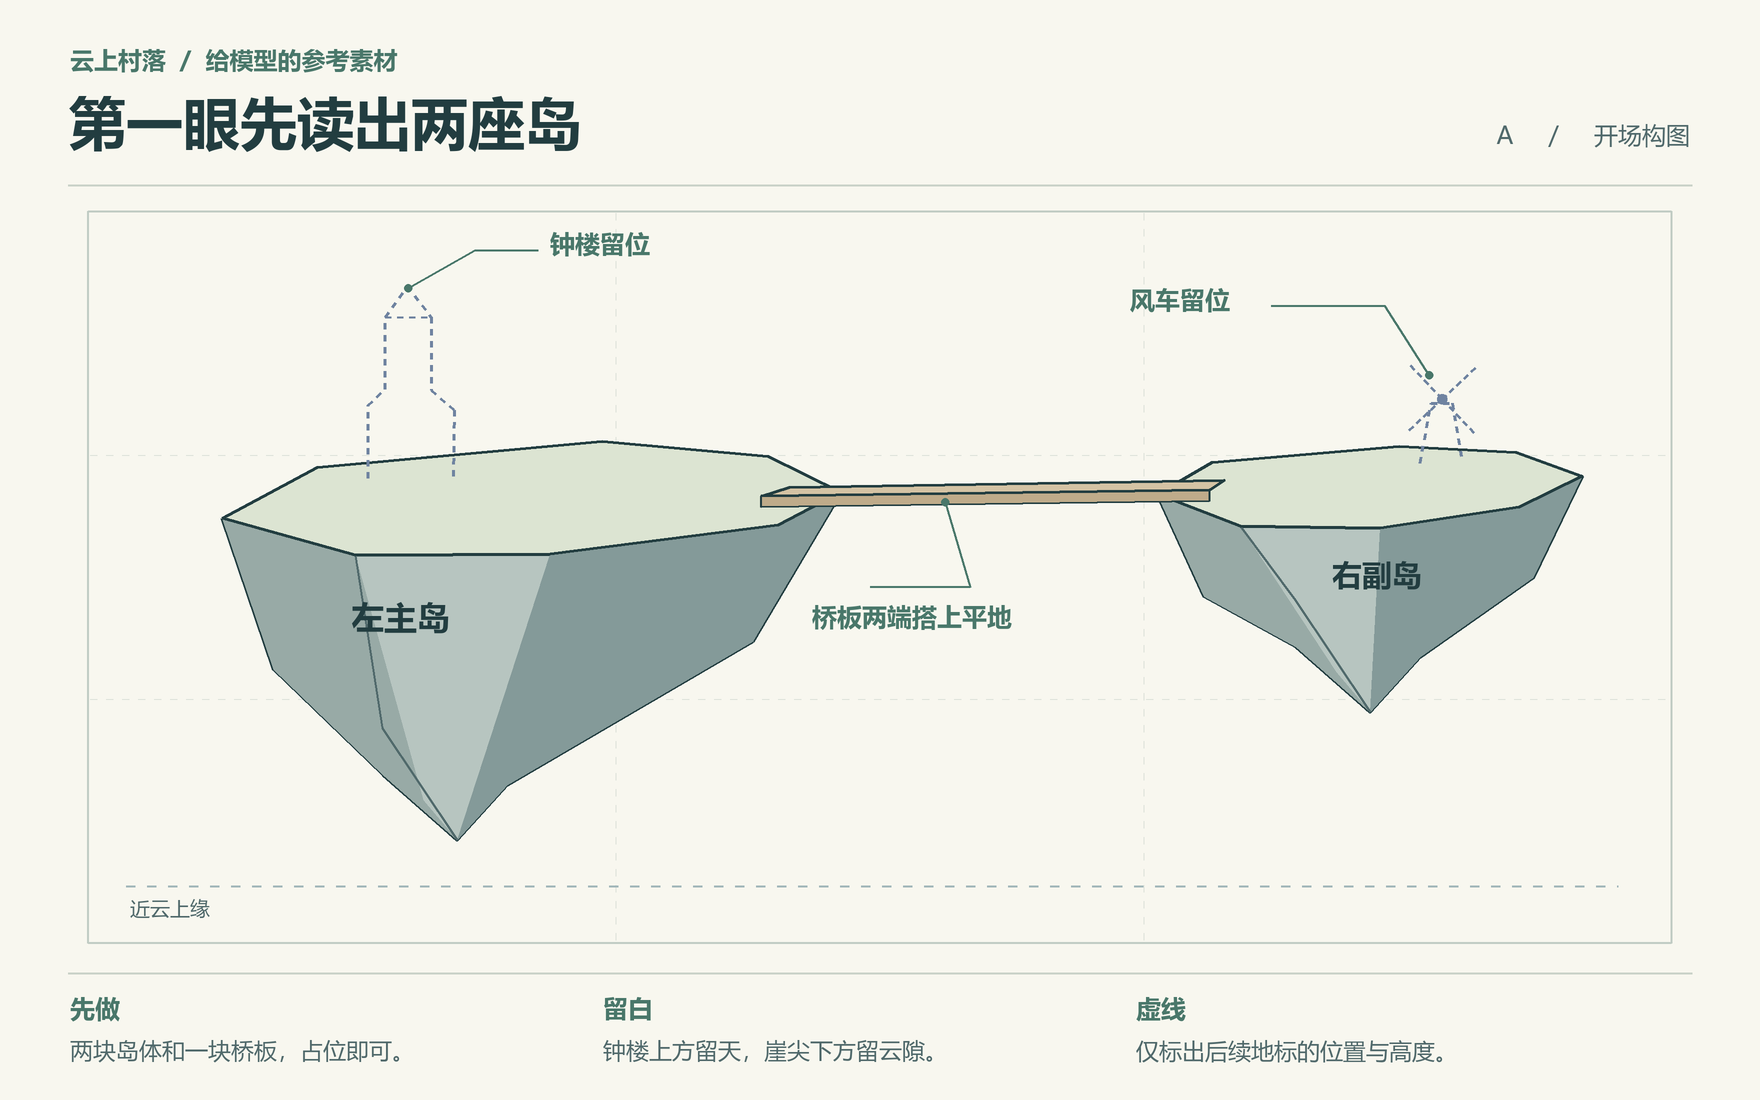 云上村落 / 给模型的参考素材
第一眼先读出两座岛
A / 开场构图
钟楼留位
风车留位
左主岛
右副岛
桥板两端搭上平地
近云上缘
先做
两块岛体和一块桥板，占位即可。
留白
钟楼上方留天，崖尖下方留云隙。
虚线
仅标出后续地标的位置与高度。